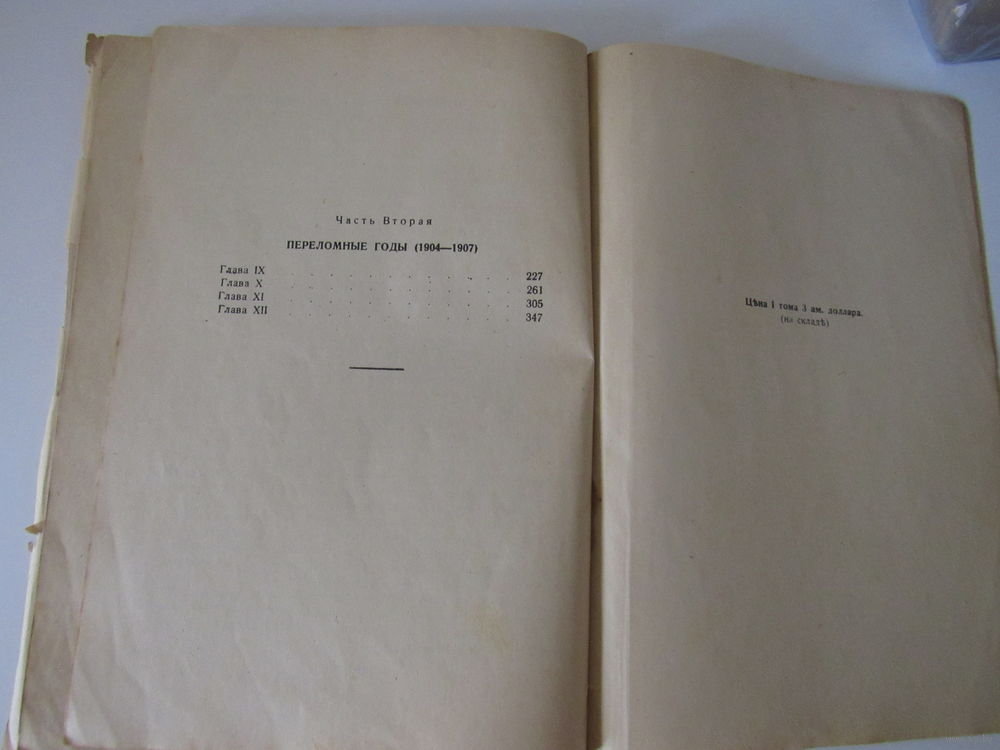 Часть Вторая
ПЕРЕЛОМНЫЕ ГОДЫ (1904—1907)
Глава IX . . . . . . . . . . . 227
Глава X . . . . . . . . . . . 261
Глава XI . . . . . . . . . . . 305
Глава XII . . . . . . . . . . . 347
Цѣна 1 тома 3 ам. доллара.
(на складѣ)